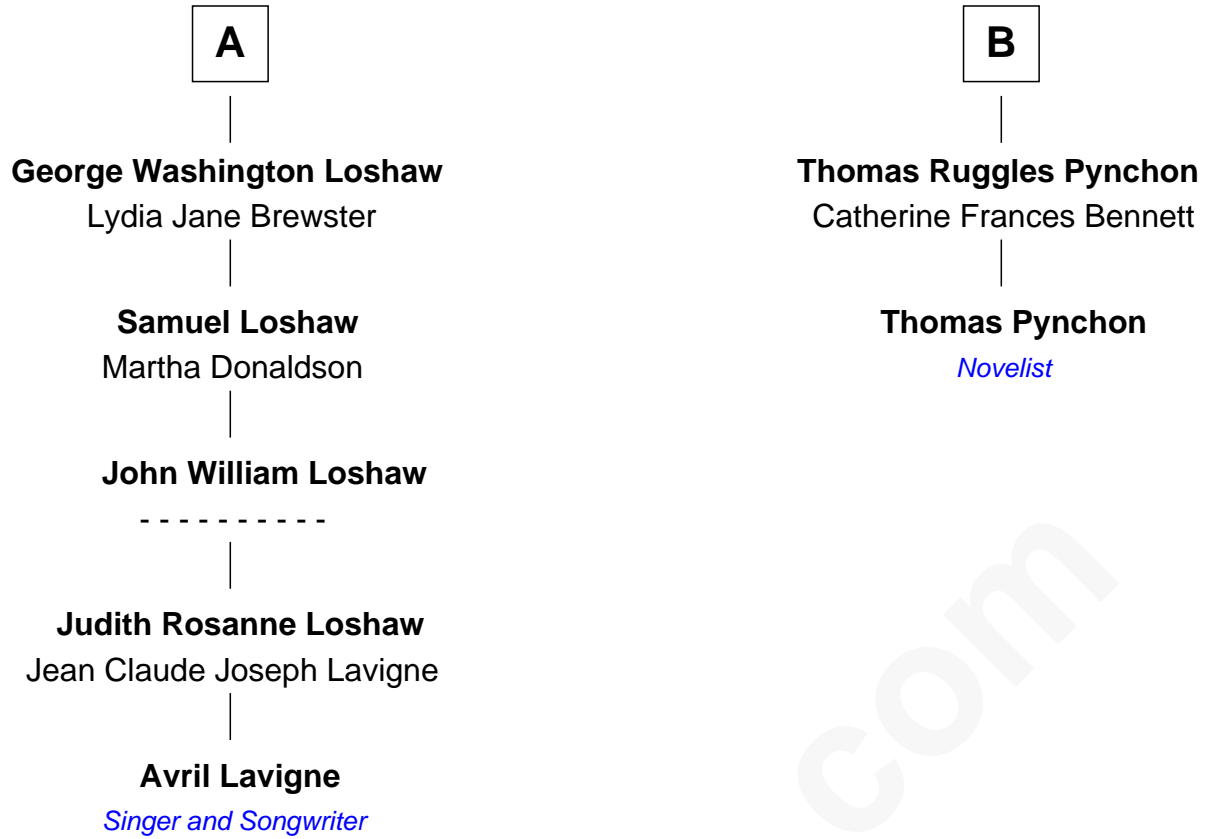 A
George Washington Loshaw
Lydia Jane Brewster
Samuel Loshaw
Martha Donaldson
John William Loshaw
- - - - - - - - - -
Judith Rosanne Loshaw
Jean Claude Joseph Lavigne
Avril Lavigne
Singer and Songwriter
B
Thomas Ruggles Pynchon
Catherine Frances Bennett
Thomas Pynchon
Novelist
com